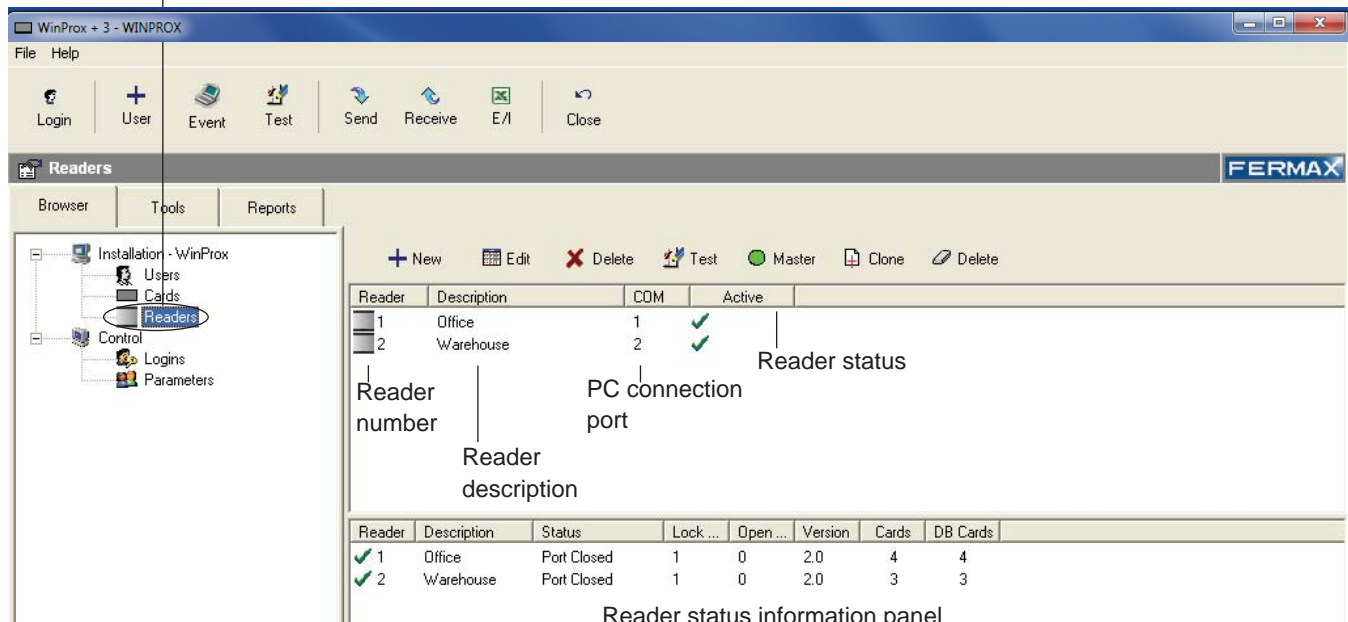 WinProx + 3 - WINPROX
File Help
Login User Event Test Send Receive E/I Close
Readers FERMAX
Browser Tools Reports
Installation - WinProx
Users
Cards
Readers
Control
Logins
Parameters
New Edit Delete Test Master Clone Delete
Reader Description COM Active
1 Office 1
2 Warehouse 2
Reader status
Reader number
PC connection port
Reader description
Reader Description Status Lock ... Open ... Version Cards DB Cards
1 Office Port Closed 1 0 2.0 4 4
2 Warehouse Port Closed 1 0 2.0 3 3
Reader status information panel